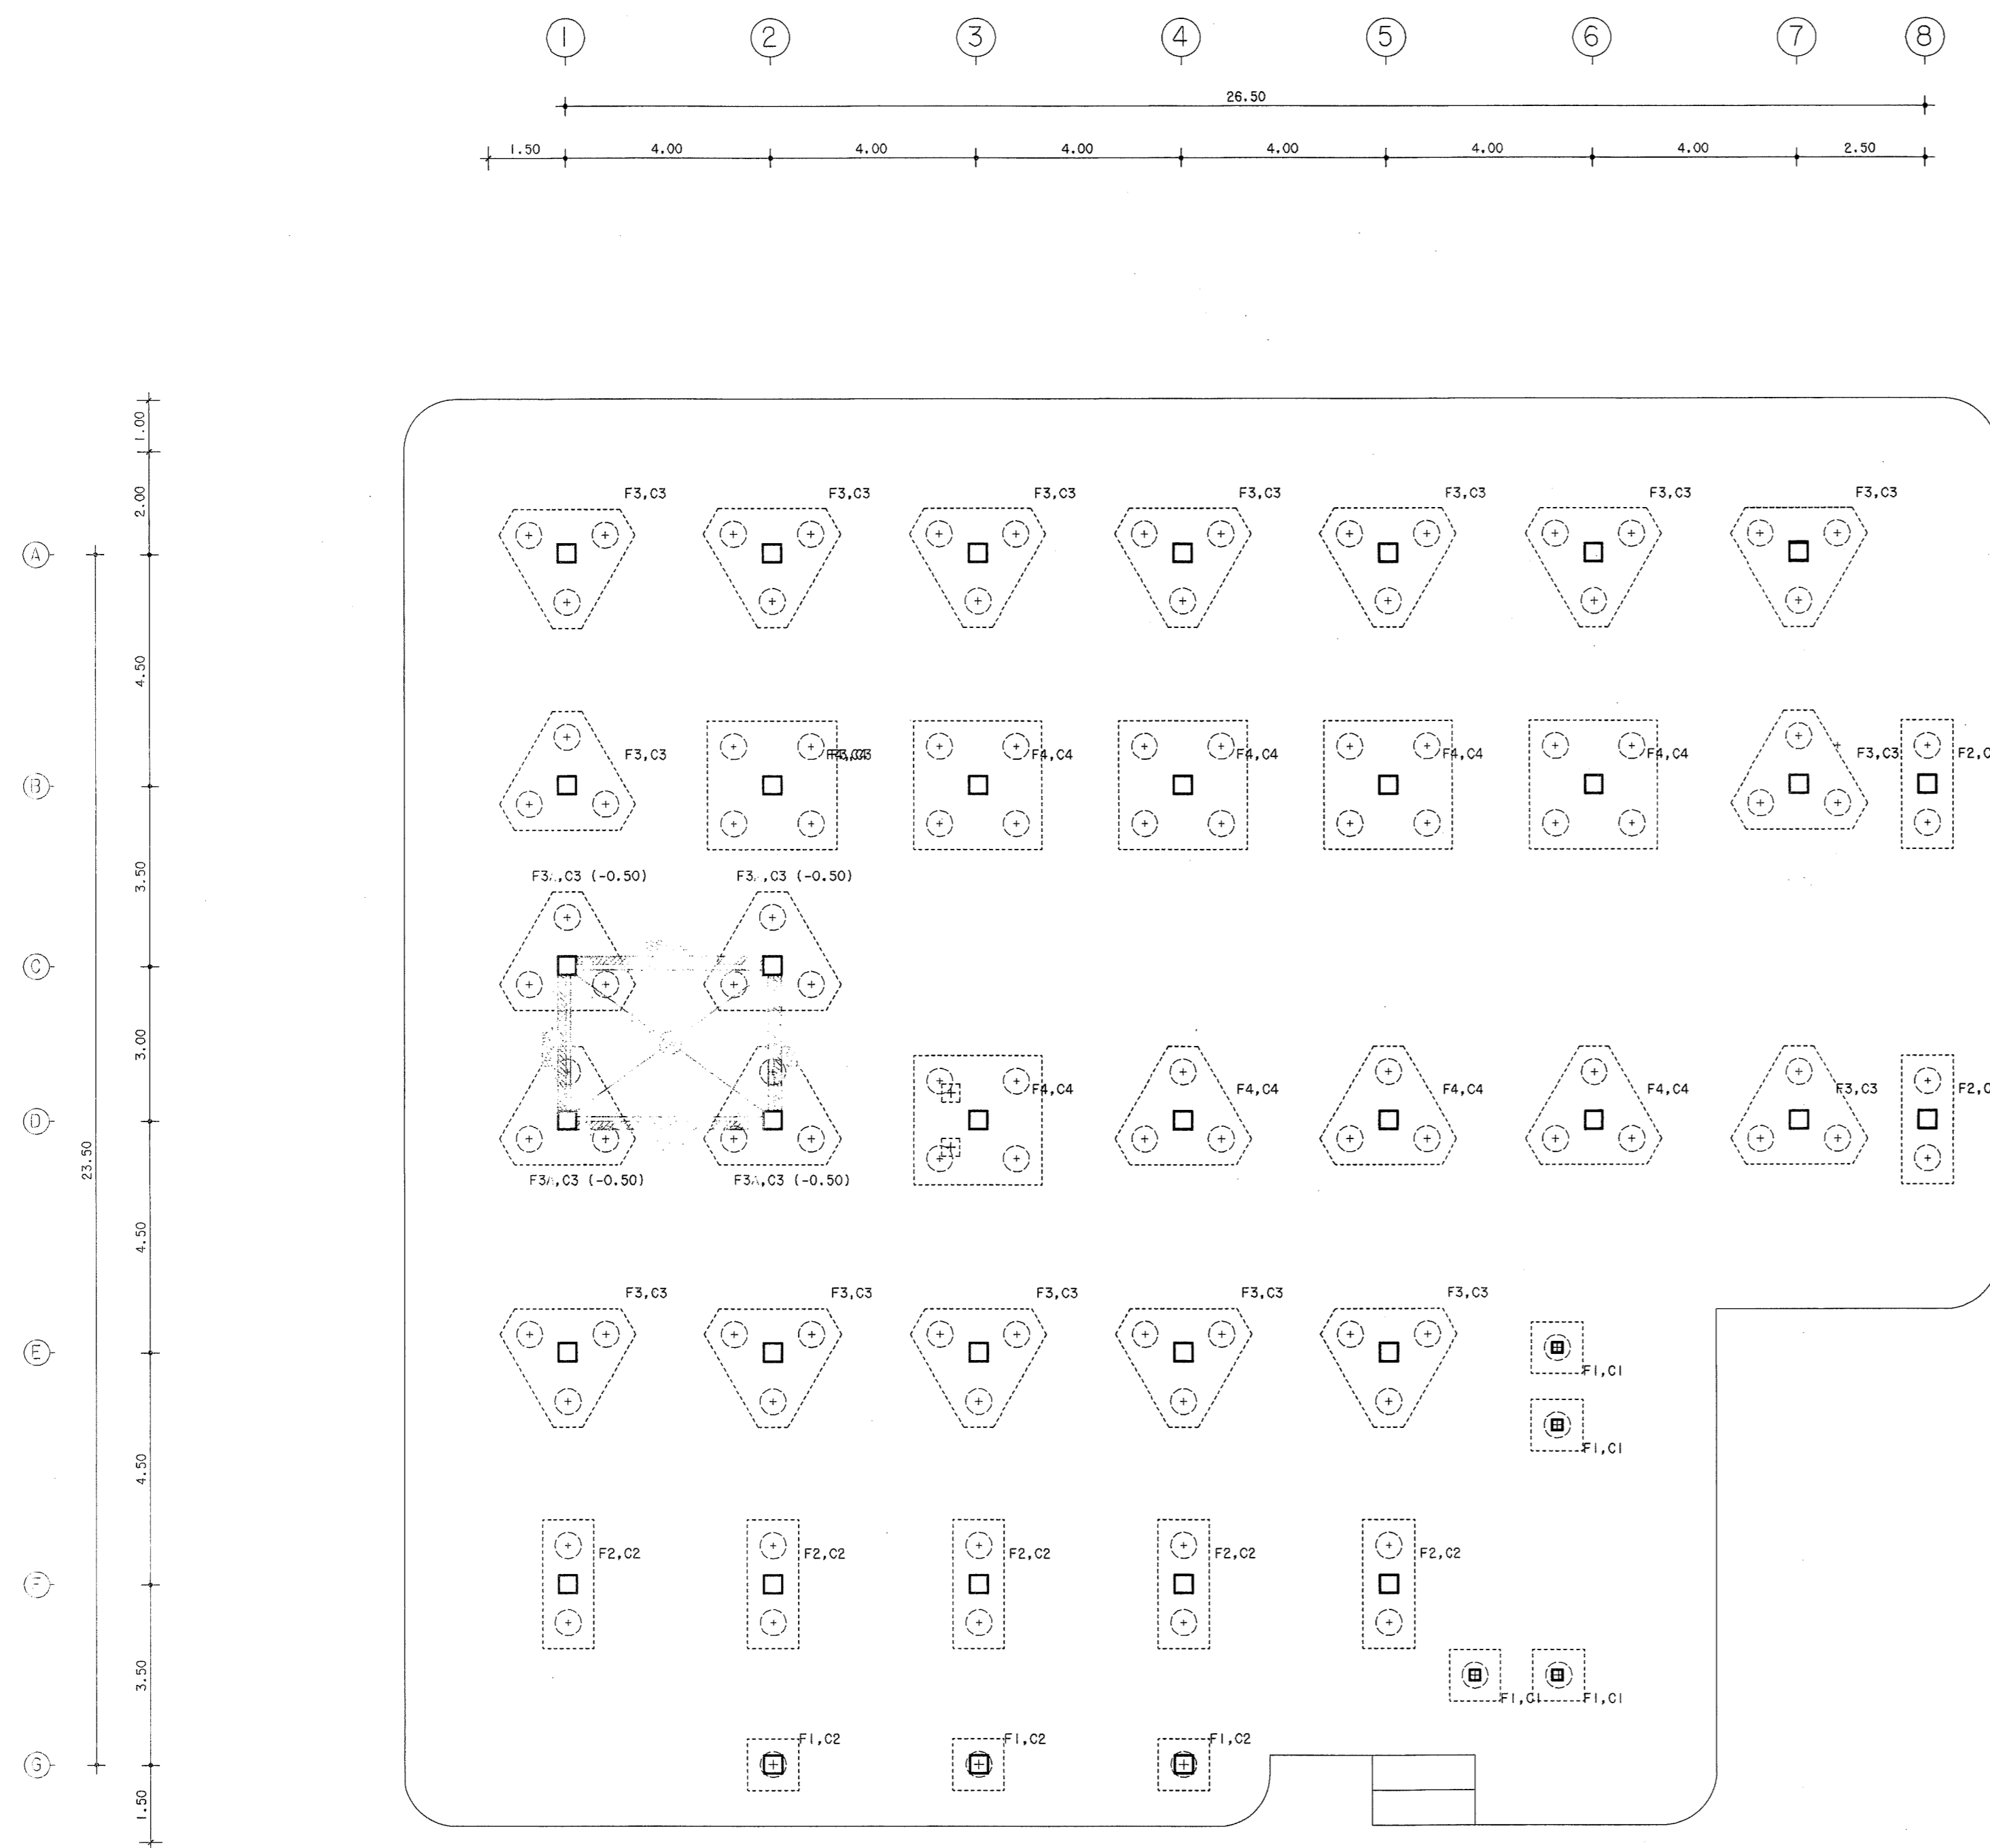 1 2 3 4 5 6 7 8
26.50
1.50 4.00 4.00 4.00 4.00 4.00 4.00 2.50
1.00
2.00
F3,C3 F3,C3 F3,C3 F3,C3 F3,C3 F3,C3 F3,C3
A
4.50
F3,C3 F4,C4 F4,C4 F4,C4 F4,C4 F3,C3 F2,C
B
3.50
F3A,C3 (-0.50) F3A,C3 (-0.50)
C
3.00
F4,C4 F4,C4 F4,C4 F4,C4 F3,C3 F2,C
D
23.50
F3A,C3 (-0.50) F3A,C3 (-0.50)
4.50
F3,C3 F3,C3 F3,C3 F3,C3 F3,C3
E
F1,C1
F1,C1
4.50
F2,C2 F2,C2 F2,C2 F2,C2 F2,C2
F
3.50
F1,C1 F1,C1
F1,C2 F1,C2 F1,C2
G
1.50